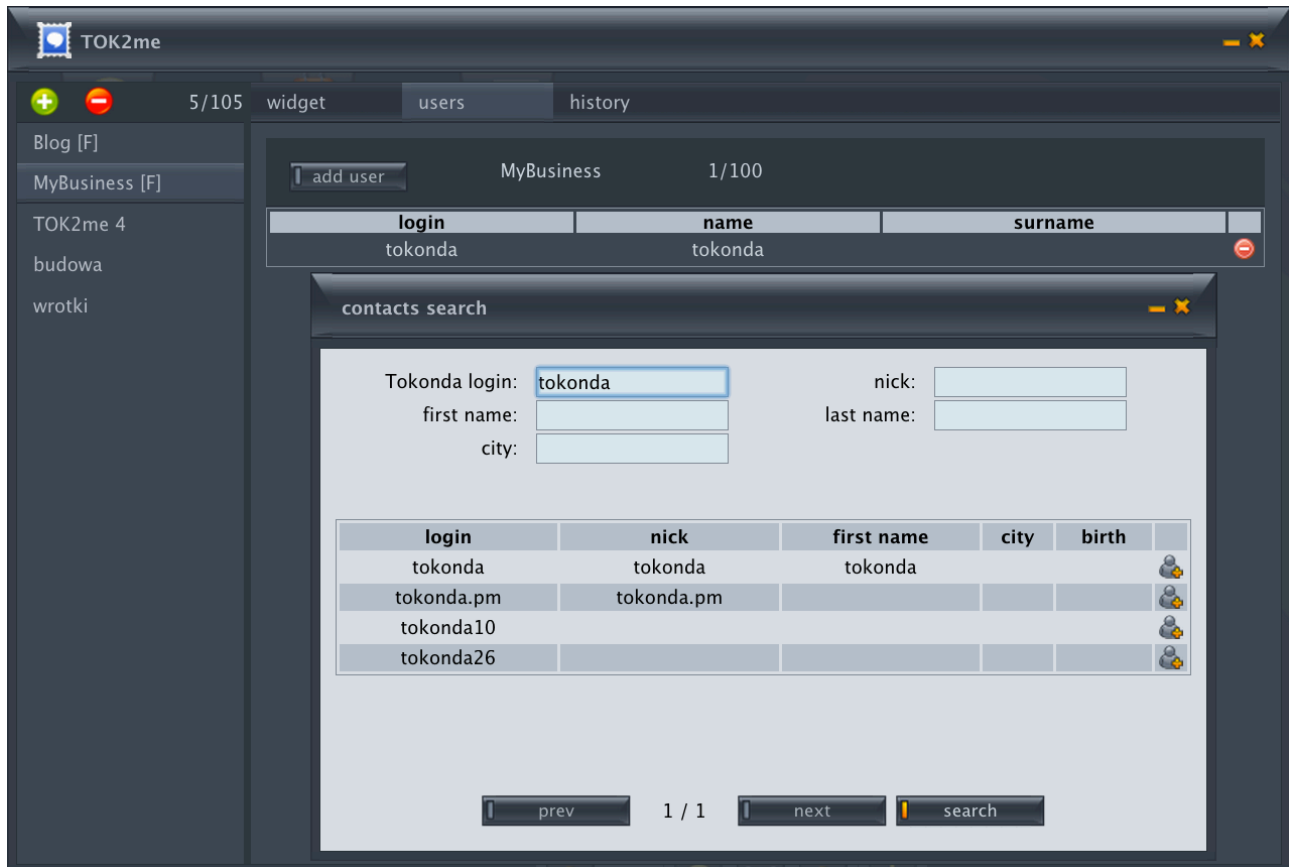 TOK2me
5/105 widget users history
Blog [F]
MyBusiness [F]
TOK2me 4
budowa
wrotki
add user MyBusiness 1/100
login name surname
tokonda tokonda
contacts search
Tokonda login: tokonda nick:
first name: last name:
city:
login nick first name city birth
tokonda tokonda tokonda
tokonda.pm tokonda.pm
tokonda10
tokonda26
prev 1 / 1 next search